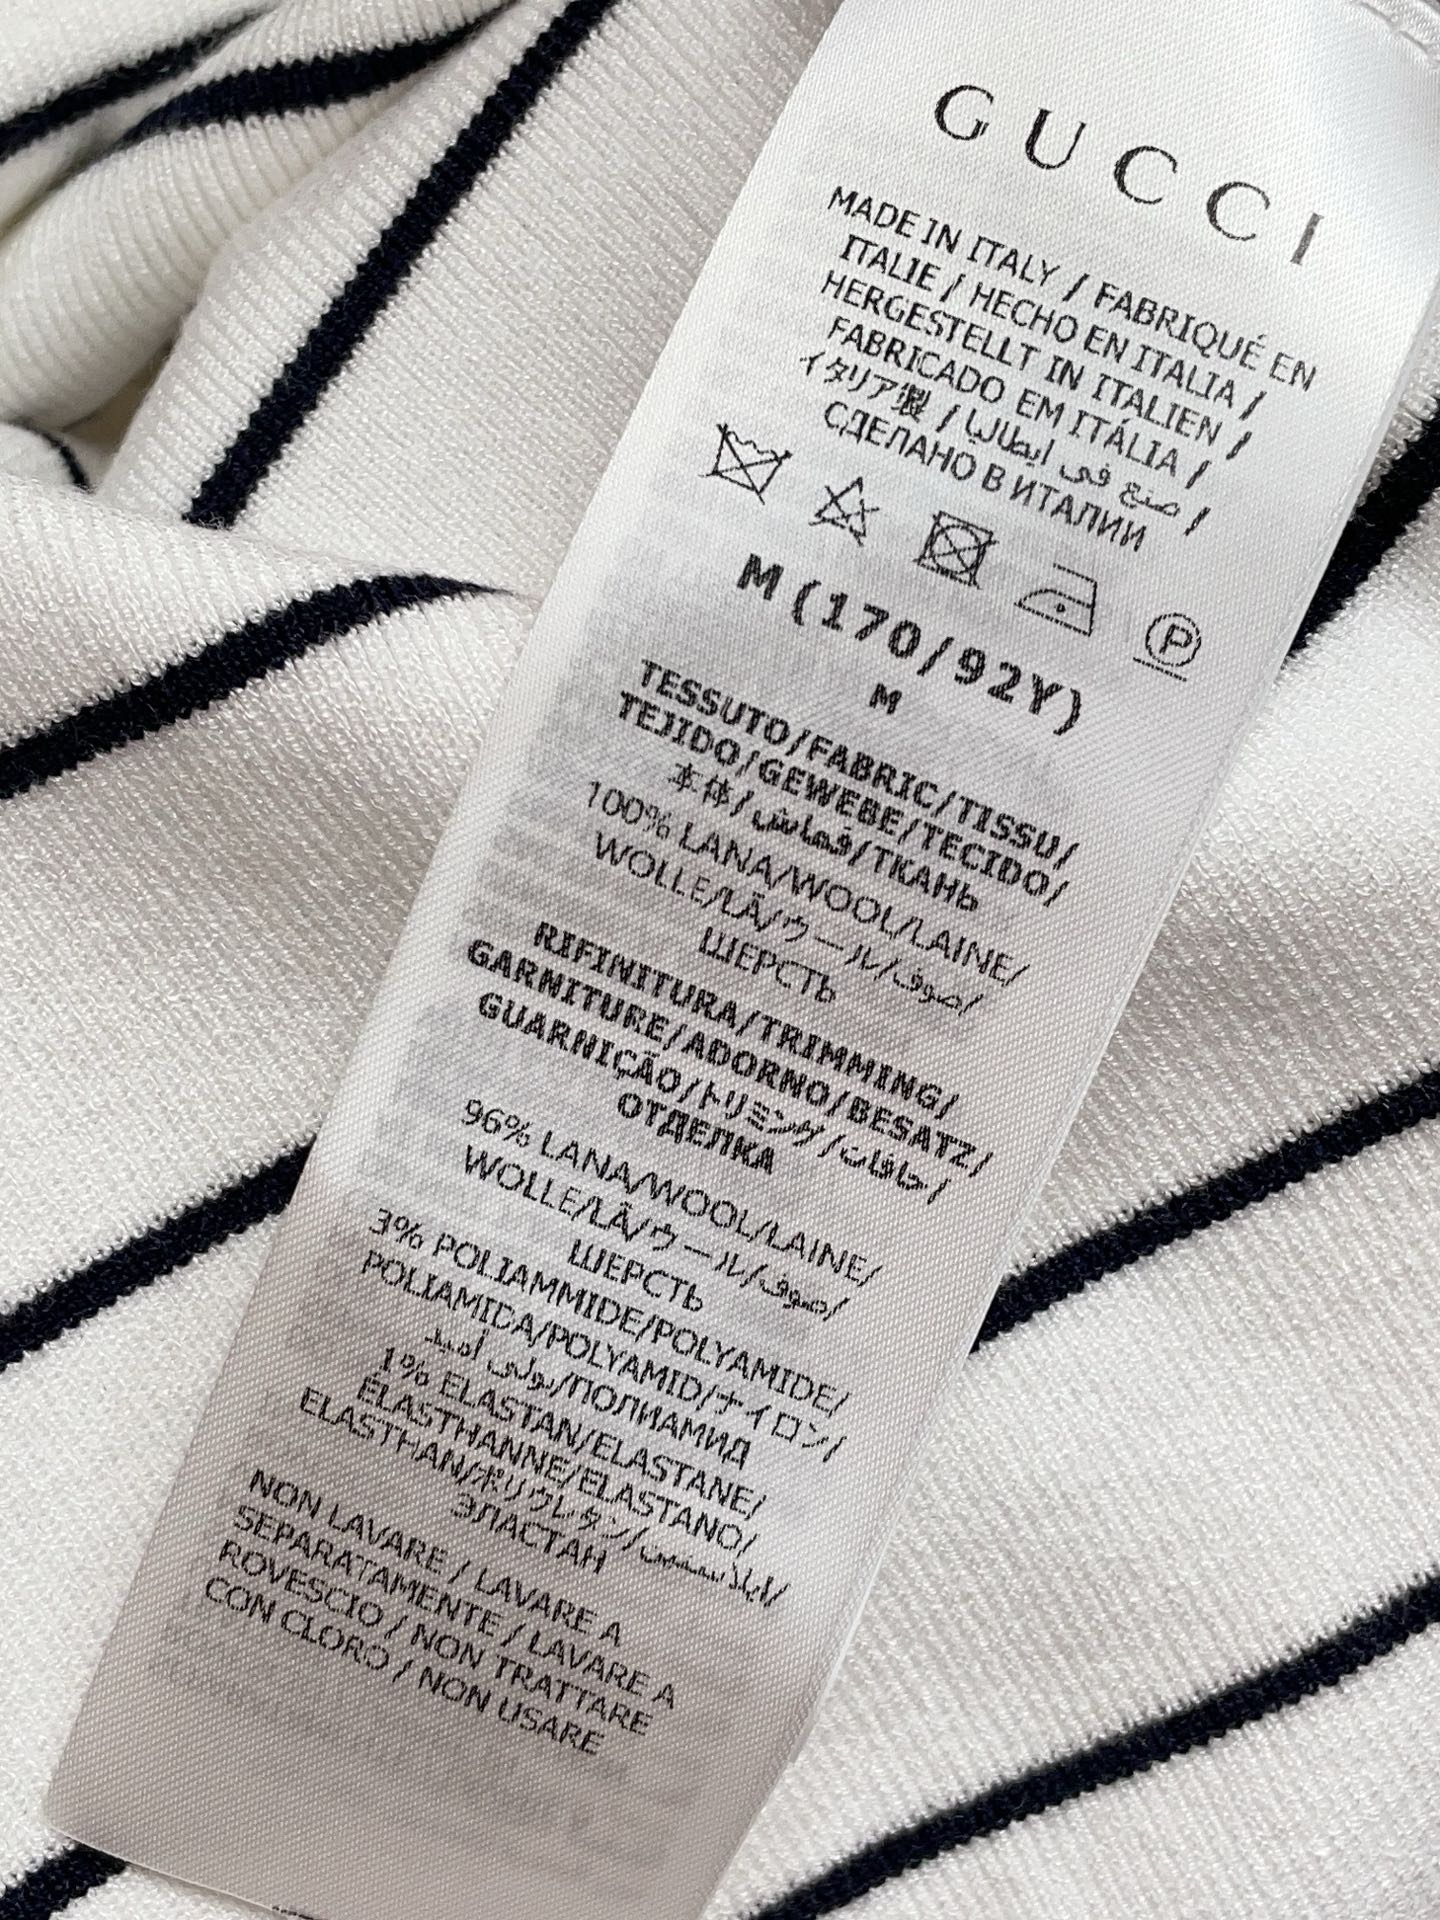 GUCCI
MADE IN ITALY / FABRIQUÉ EN
ITALIE / HECHO EN ITALIA /
HERGESTELLT IN ITALIEN /
FABRICADO EM ITÁLIA /
イタリア製 / صنع في ايطاليا /
СДЕЛАНО В ИТАЛИИ
P
M (170/92Y)
M
TESSUTO/FABRIC/TISSU/
TEJIDO/GEWEBE/TECIDO/
本体/قماش/ТКАНЬ
100% LANA/WOOL/LAINE/
WOLLE/LÃ/ウール/صوف/
ШЕРСТЬ
RIFINITURA/TRIMMING/
GARNITURE/ADORNO/BESATZ/
GUARNIÇÃO/トリミング/حافات/
ОТДЕЛКА
96% LANA/WOOL/LAINE/
WOLLE/LÃ/ウール/صوف/
ШЕРСТЬ
3% POLIAMMIDE/POLYAMIDE/
POLIAMIDA/POLYAMID/ナイロン/
بولي أميد/ПОЛИАМИД
1% ELASTAN/ELASTANE/
ÉLASTHANNE/ELASTANO/
ELASTHAN/ポリウレタン/ايلاستين/
ЭЛАСТАН
NON LAVARE / LAVARE A
SEPARATAMENTE / LAVARE A
ROVESCIO / NON TRATTARE
CON CLORO / NON USARE